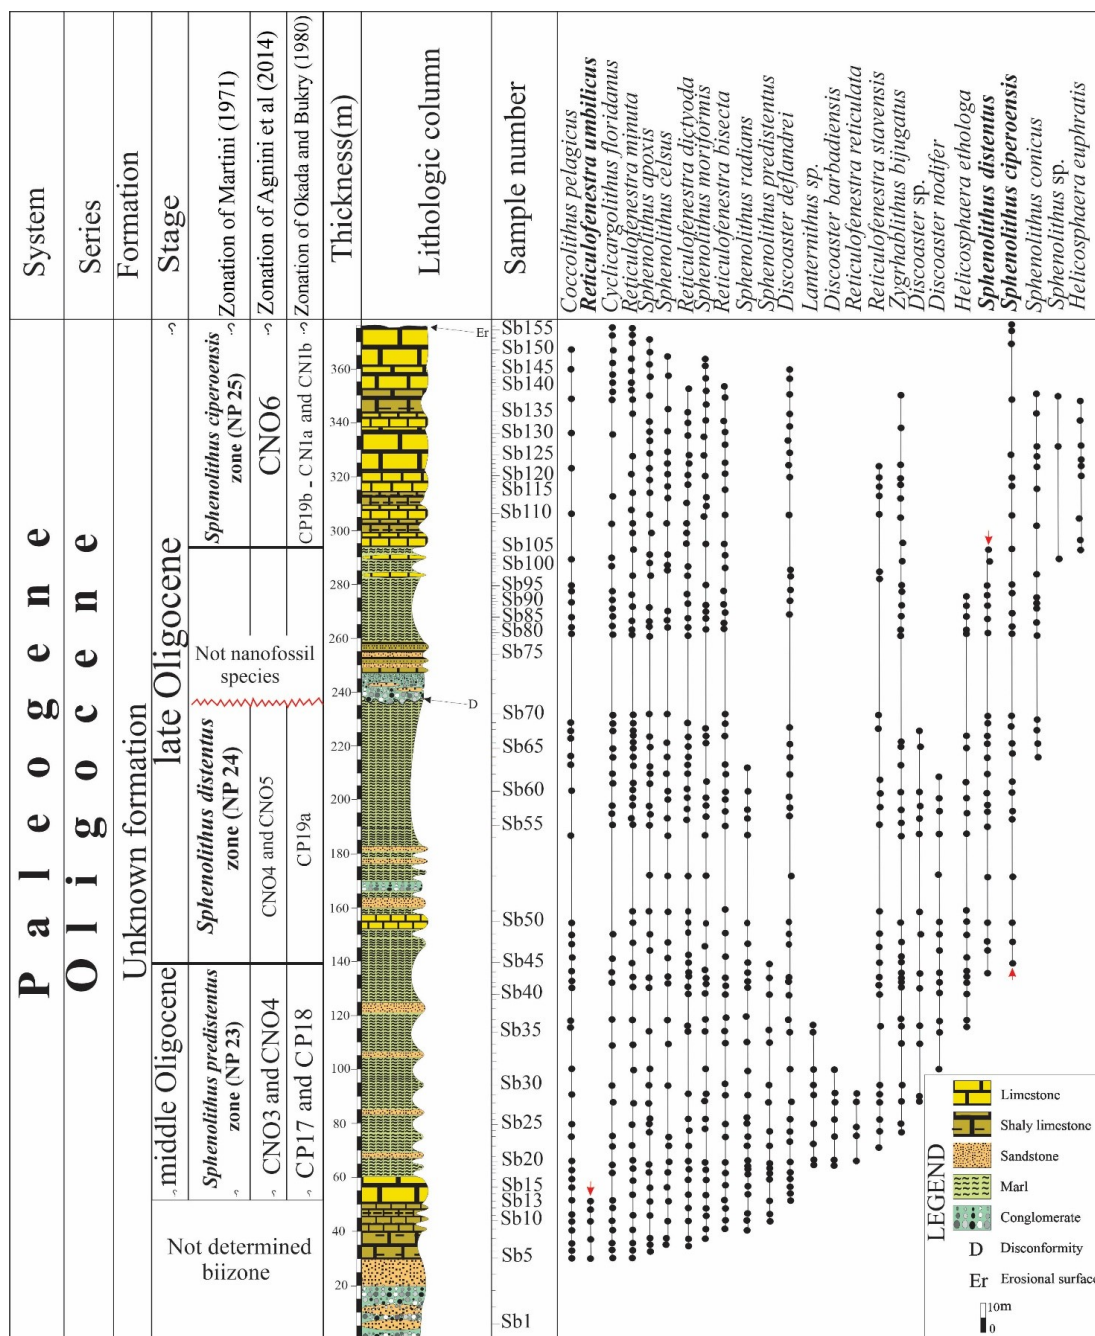 System
Series
Formation
Stage
Zonation of Martini (1971)
Zonation of Agnini et al (2014)
Zonation of Okada and Bukry (1980)
Thickness(m)
Lithologic column
Sample number
Coccolithus pelagicus
Reticulofenestra umbilicus
Cyclicargolithus floridanus
Reticulofenestra minuta
Sphenolithus apoxis
Sphenolithus celsus
Reticulofenestra dictyoda
Sphenolithus moriformis
Reticulofenestra bisecta
Sphenolithus radians
Sphenolithus predistentus
Discoaster deflandrei
Lanternithus sp.
Discoaster barbadiensis
Reticulofenestra reticulata
Reticulofenestra stavensis
Zygrhablithus bijugatus
Discoaster sp.
Discoaster nodifer
Helicosphaera ethologa
Sphenolithus distentus
Sphenolithus ciperoensis
Sphenolithus conicus
Sphenolithus sp.
Helicosphaera euphratis
Paleogene
Oligocene
Unknown formation
late Oligocene
middle Oligocene
?
?
?
?
Sphenolithus ciperoensis
zone (NP 25)
CNO6
CP19b - CN1a and CN1b
Not nanofossil
species
Sphenolithus distentus
zone (NP 24)
CNO4 and CNO5
CP19a
Sphenolithus predistentus
zone (NP 23)
CNO3 and CNO4
CP17 and CP18
?
?
?
?
Not determined
biizone
360
340
320
300
280
260
240
220
200
180
160
140
120
100
80
60
40
20
Er
D
Sb155
Sb150
Sb145
Sb140
Sb135
Sb130
Sb125
Sb120
Sb115
Sb110
Sb105
Sb100
Sb95
Sb90
Sb85
Sb80
Sb75
Sb70
Sb65
Sb60
Sb55
Sb50
Sb45
Sb40
Sb35
Sb30
Sb25
Sb20
Sb15
Sb13
Sb10
Sb5
Sb1
LEGEND
Limestone
Shaly limestone
Sandstone
Marl
Conglomerate
D Disconformity
Er Erosional surface
10m
0